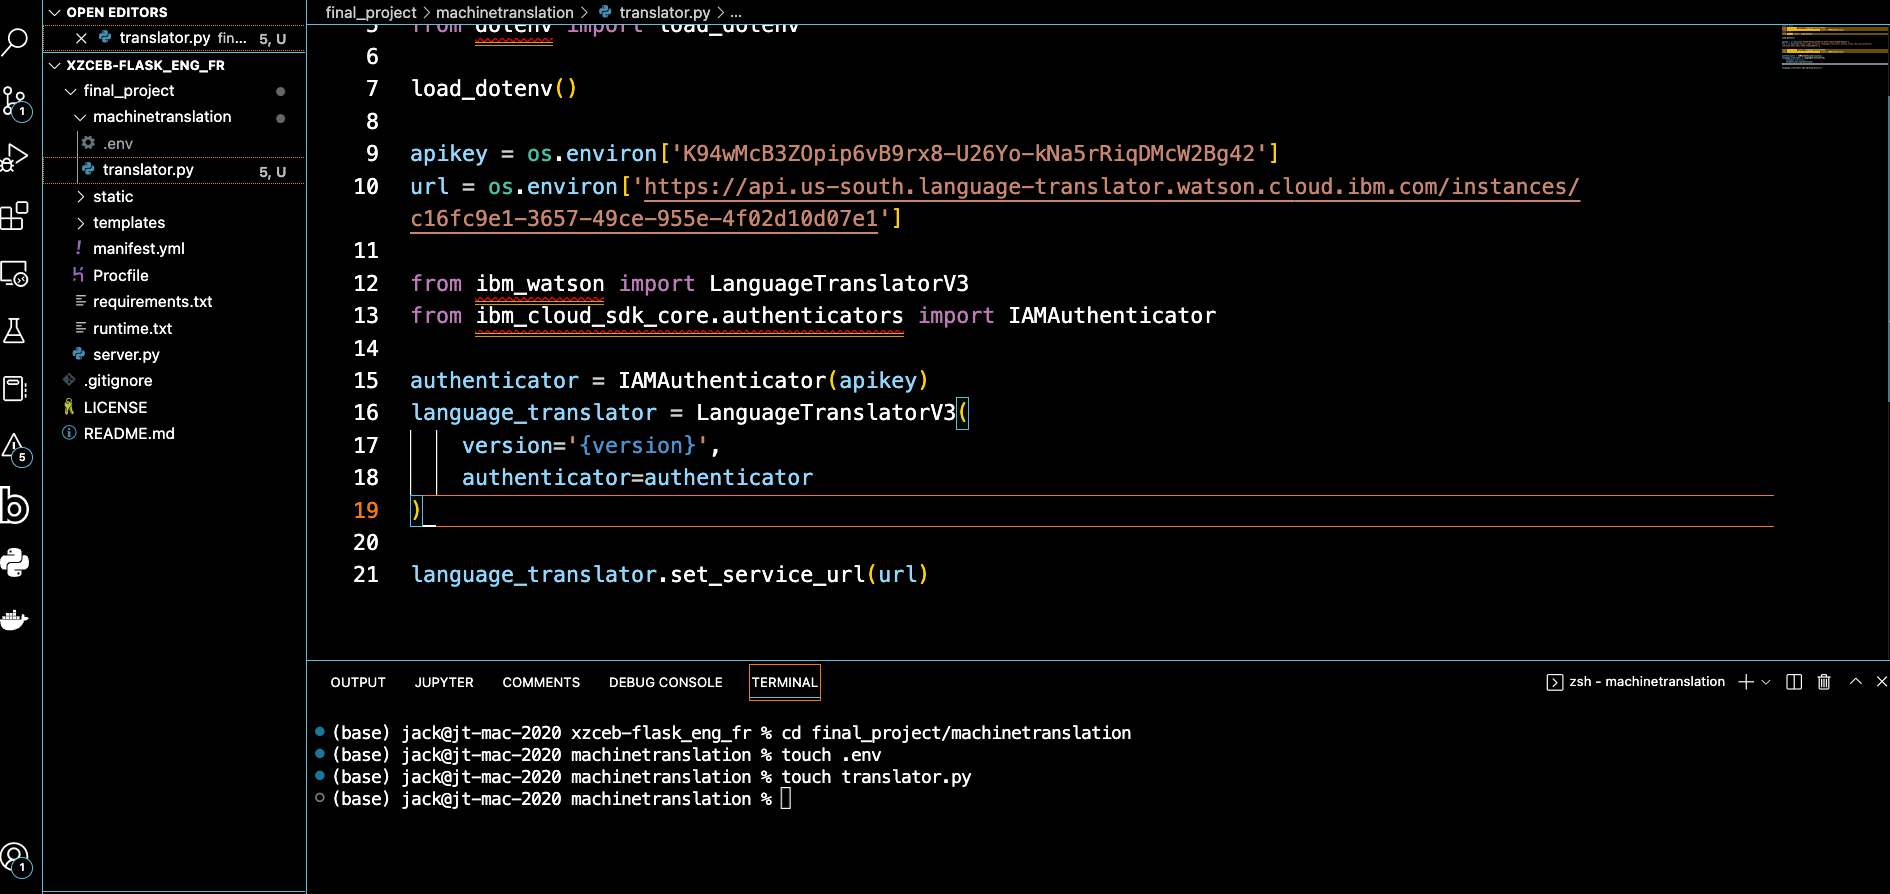 OPEN EDITORS
translator.py fin... 5, U
XZCEB-FLASK_ENG_FR
final_project
machinetranslation
.env
translator.py 5, U
static
templates
manifest.yml
Procfile
requirements.txt
runtime.txt
server.py
.gitignore
LICENSE
README.md
1
5
1
final_project > machinetranslation > translator.py > ...
5 from dotenv import load_dotenv
6
7 load_dotenv()
8
9 apikey = os.environ['K94wMcB3ZOpip6vB9rx8-U26Yo-kNa5rRiqDMcW2Bg42']
10 url = os.environ['https://api.us-south.language-translator.watson.cloud.ibm.com/instances/
c16fc9e1-3657-49ce-955e-4f02d10d07e1']
11
12 from ibm_watson import LanguageTranslatorV3
13 from ibm_cloud_sdk_core.authenticators import IAMAuthenticator
14
15 authenticator = IAMAuthenticator(apikey)
16 language_translator = LanguageTranslatorV3(
17 version='{version}',
18 authenticator=authenticator
19 )
20
21 language_translator.set_service_url(url)
OUTPUT JUPYTER COMMENTS DEBUG CONSOLE TERMINAL
zsh - machinetranslation
(base) jack@jt-mac-2020 xzceb-flask_eng_fr % cd final_project/machinetranslation
(base) jack@jt-mac-2020 machinetranslation % touch .env
(base) jack@jt-mac-2020 machinetranslation % touch translator.py
(base) jack@jt-mac-2020 machinetranslation %